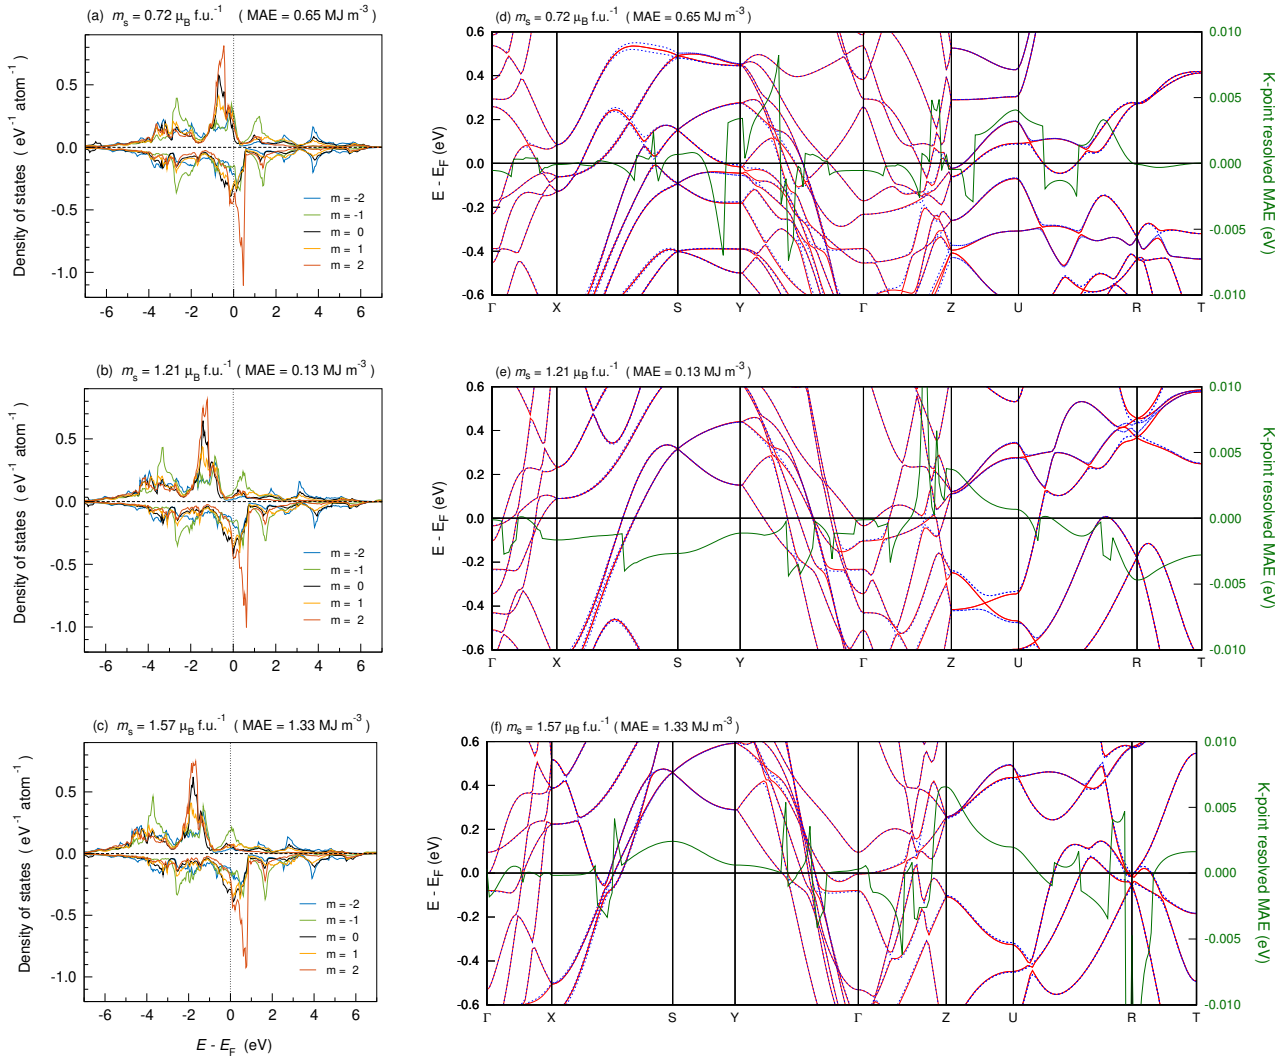 (a) m_s = 0.72 μ_B f.u.⁻¹ ( MAE = 0.65 MJ m⁻³ )
Density of states ( eV⁻¹ atom⁻¹ )
0.5
0.0
-0.5
-1.0
m = -2
m = -1
m = 0
m = 1
m = 2
-6 -4 -2 0 2 4 6
(d) m_s = 0.72 μ_B f.u.⁻¹ ( MAE = 0.65 MJ m⁻³ )
E - E_F (eV)
0.6
0.4
0.2
0.0
-0.2
-0.4
-0.6
Γ X S Y Γ Z U R T
0.010
0.005
0.000
-0.005
-0.010
K-point resolved MAE (eV)
(b) m_s = 1.21 μ_B f.u.⁻¹ ( MAE = 0.13 MJ m⁻³ )
Density of states ( eV⁻¹ atom⁻¹ )
0.5
0.0
-0.5
-1.0
m = -2
m = -1
m = 0
m = 1
m = 2
-6 -4 -2 0 2 4 6
(e) m_s = 1.21 μ_B f.u.⁻¹ ( MAE = 0.13 MJ m⁻³ )
E - E_F (eV)
0.6
0.4
0.2
0.0
-0.2
-0.4
-0.6
Γ X S Y Γ Z U R T
0.010
0.005
0.000
-0.005
-0.010
K-point resolved MAE (eV)
(c) m_s = 1.57 μ_B f.u.⁻¹ ( MAE = 1.33 MJ m⁻³ )
Density of states ( eV⁻¹ atom⁻¹ )
0.5
0.0
-0.5
-1.0
m = -2
m = -1
m = 0
m = 1
m = 2
-6 -4 -2 0 2 4 6
E - E_F (eV)
(f) m_s = 1.57 μ_B f.u.⁻¹ ( MAE = 1.33 MJ m⁻³ )
E - E_F (eV)
0.6
0.4
0.2
0.0
-0.2
-0.4
-0.6
Γ X S Y Γ Z U R T
0.010
0.005
0.000
-0.005
-0.010
K-point resolved MAE (eV)